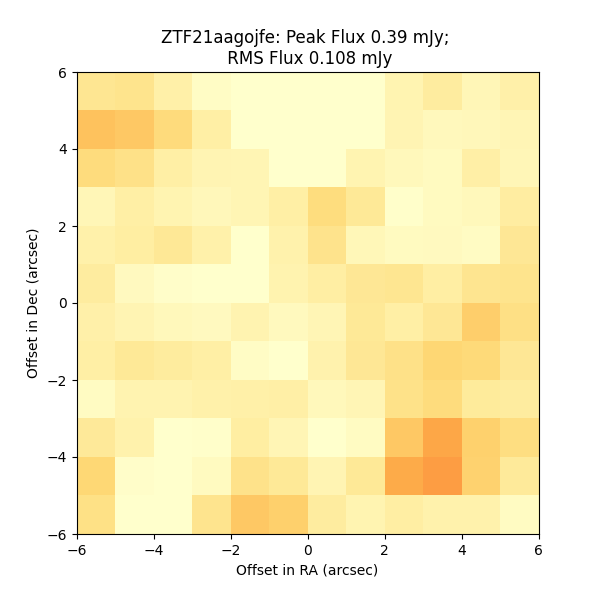 ZTF21aagojfe: Peak Flux 0.39 mJy;
RMS Flux 0.108 mJy
6
4
2
0
−2
−4
−6
Offset in Dec (arcsec)
−6 −4 −2 0 2 4 6
Offset in RA (arcsec)